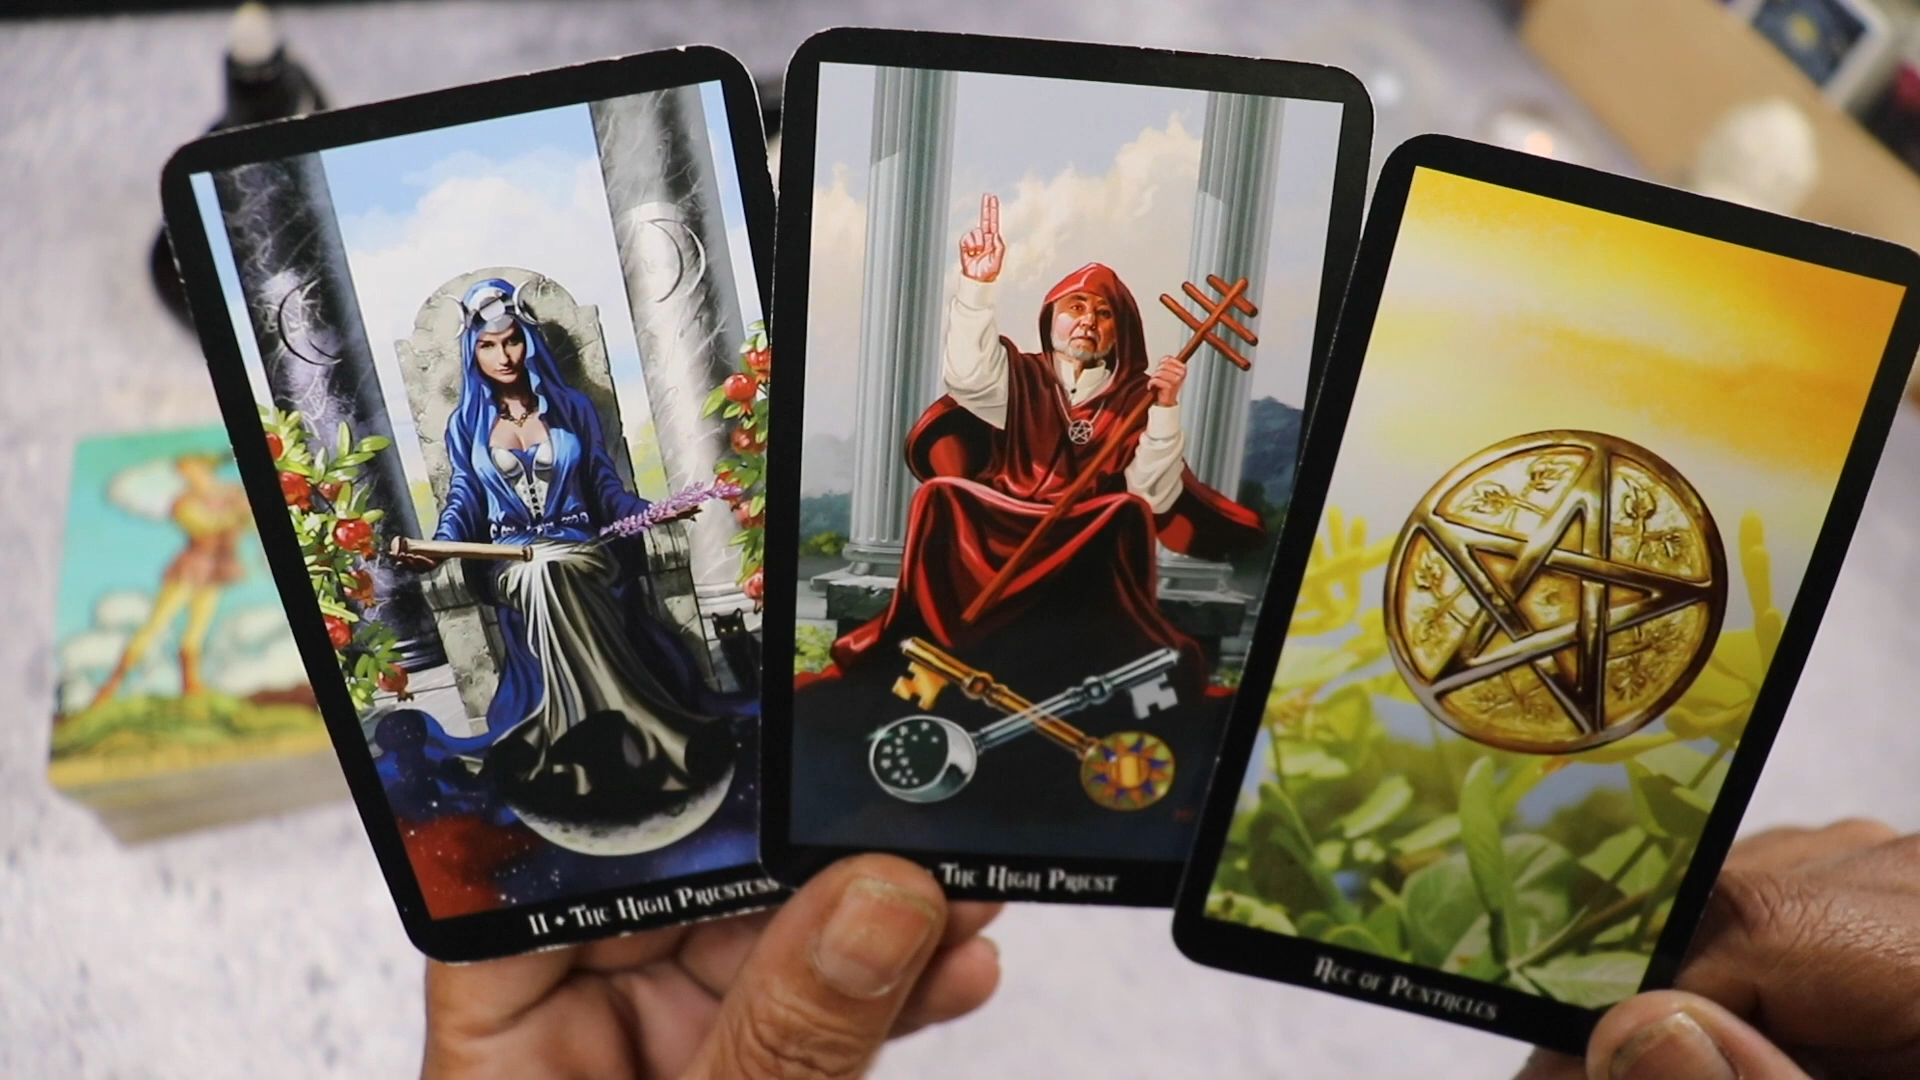 II • The High Priestess
The High Priest
Ace of Pentacles